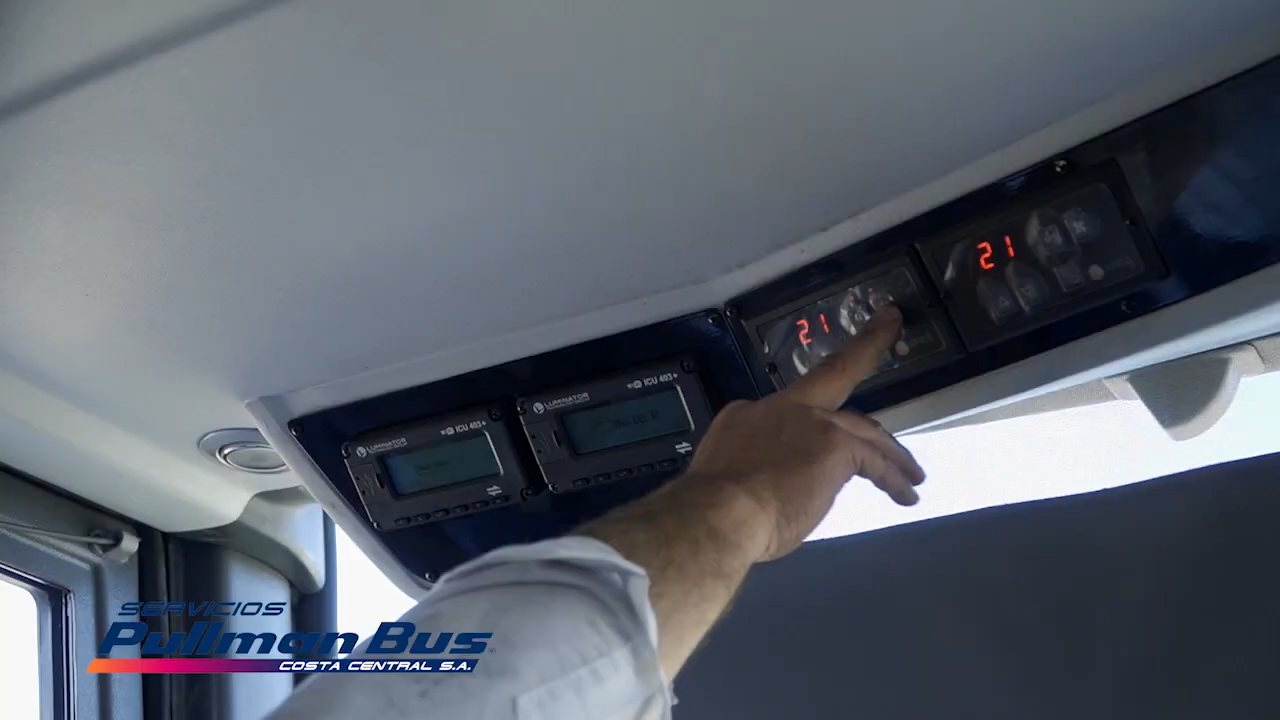 21
21
LUMINATOR
ICU 403+
LUMINATOR
ICU 403+
SERVICIOS
Pullman Bus
COSTA CENTRAL S.A.